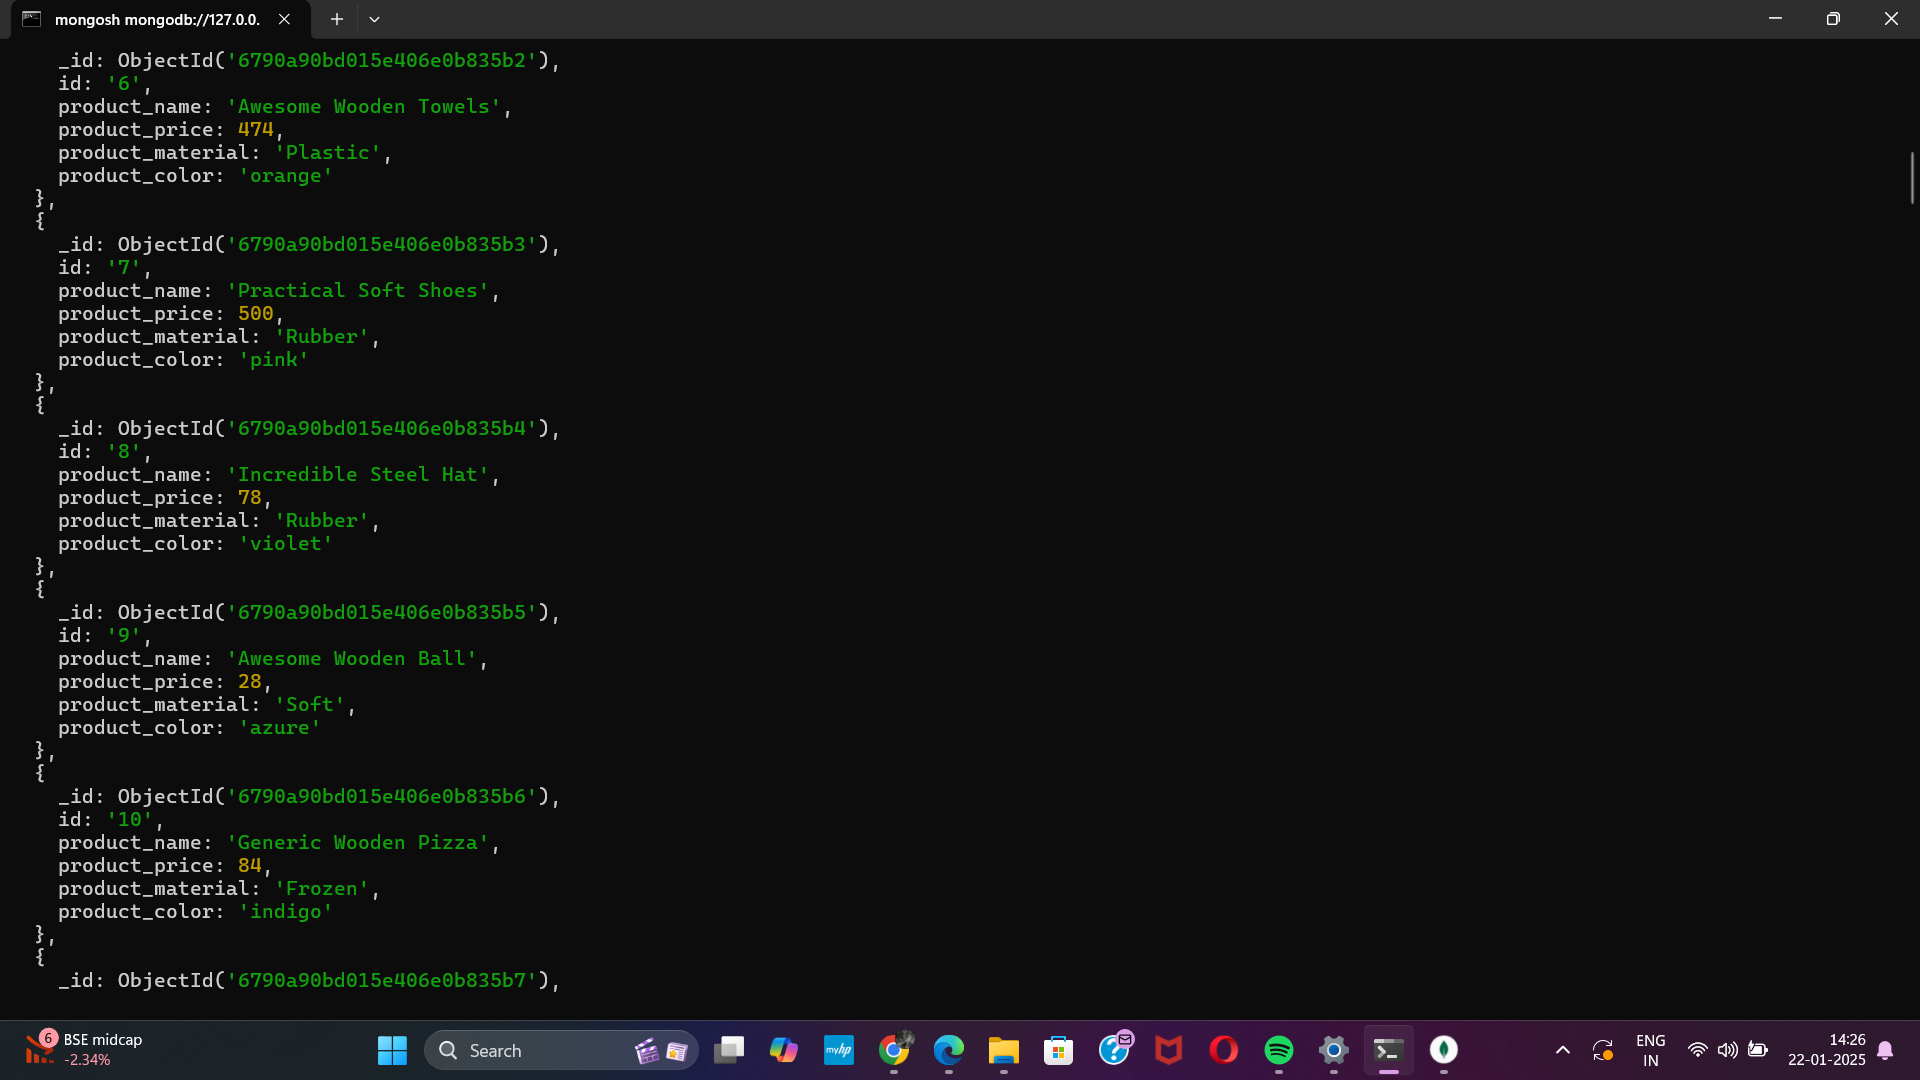 mongosh mongodb://127.0.0.
_id: ObjectId('6790a90bd015e406e0b835b2'),
id: '6',
product_name: 'Awesome Wooden Towels',
product_price: 474,
product_material: 'Plastic',
product_color: 'orange'
},
{
_id: ObjectId('6790a90bd015e406e0b835b3'),
id: '7',
product_name: 'Practical Soft Shoes',
product_price: 500,
product_material: 'Rubber',
product_color: 'pink'
},
{
_id: ObjectId('6790a90bd015e406e0b835b4'),
id: '8',
product_name: 'Incredible Steel Hat',
product_price: 78,
product_material: 'Rubber',
product_color: 'violet'
},
{
_id: ObjectId('6790a90bd015e406e0b835b5'),
id: '9',
product_name: 'Awesome Wooden Ball',
product_price: 28,
product_material: 'Soft',
product_color: 'azure'
},
{
_id: ObjectId('6790a90bd015e406e0b835b6'),
id: '10',
product_name: 'Generic Wooden Pizza',
product_price: 84,
product_material: 'Frozen',
product_color: 'indigo'
},
{
_id: ObjectId('6790a90bd015e406e0b835b7'),
6
BSE midcap
-2.34%
Search
myhp
ENG
IN
14:26
22-01-2025